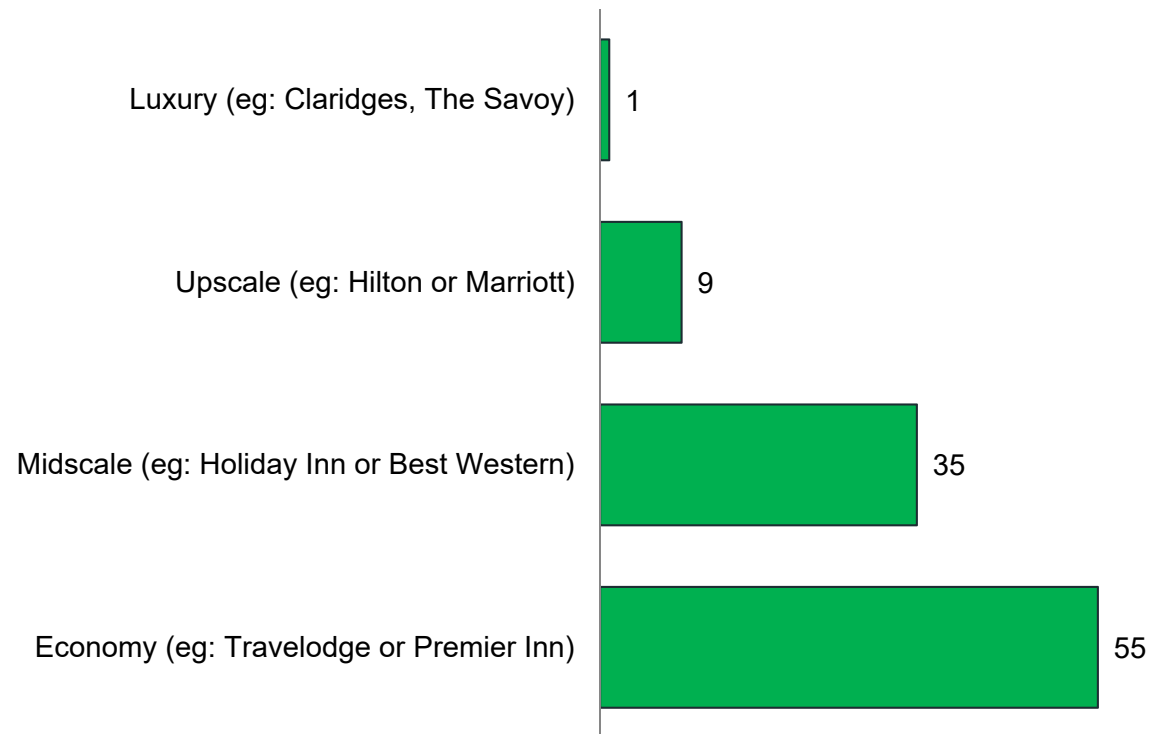 Luxury (eg: Claridges, The Savoy) 1
Upscale (eg: Hilton or Marriott) 9
Midscale (eg: Holiday Inn or Best Western) 35
Economy (eg: Travelodge or Premier Inn) 55